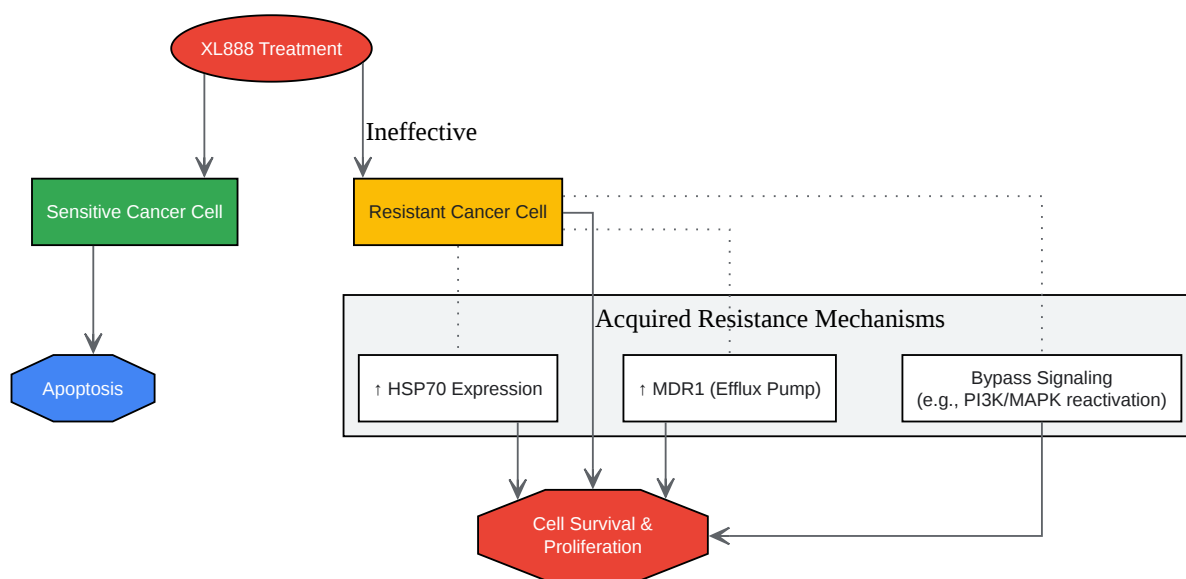 XL888 Treatment
Ineffective
Sensitive Cancer Cell
Resistant Cancer Cell
Acquired Resistance Mechanisms
Apoptosis
↑ HSP70 Expression
↑ MDR1 (Efflux Pump)
Bypass Signaling
(e.g., PI3K/MAPK reactivation)
Cell Survival &
Proliferation